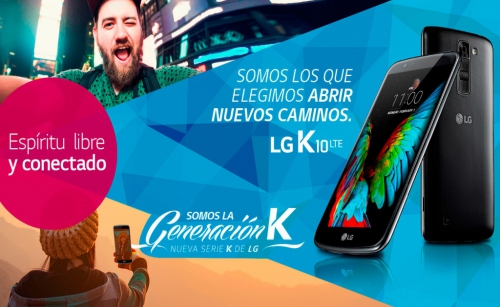 SOMOS LOS QUE
ELEGIMOS ABRIR
NUEVOS CAMINOS.
LG K10 LTE
Espíritu libre
y conectado
SOMOS LA
Generación K
NUEVA SERIE K DE LG
11:00
LG
LG